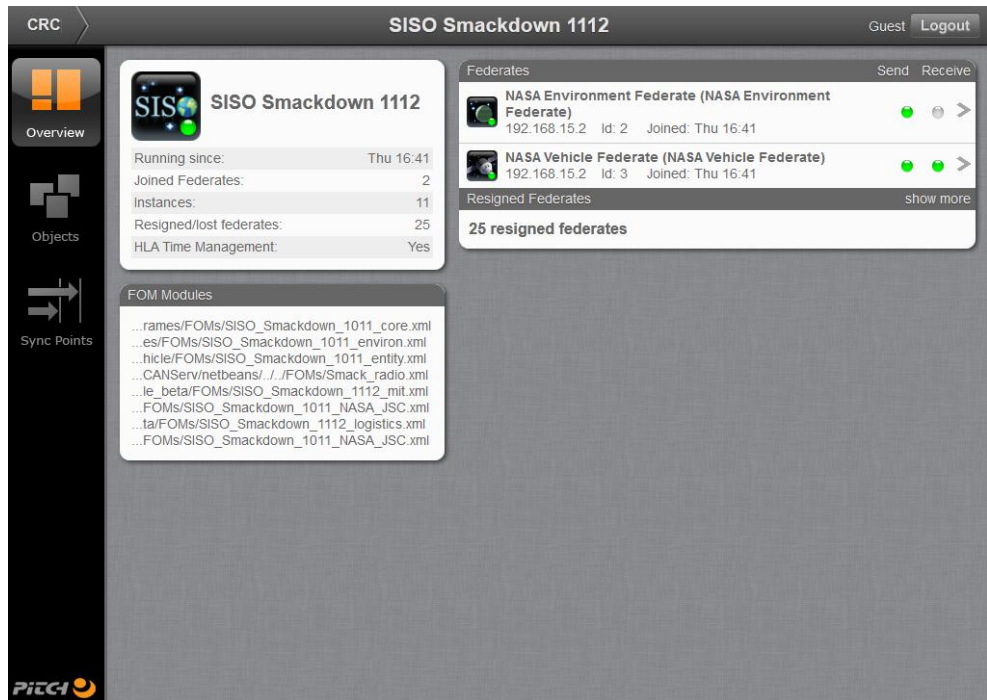 CRC
SISO Smackdown 1112
Guest Logout
Overview
Objects
Sync Points
PITCH
SISO
SISO Smackdown 1112
Running since: Thu 16:41
Joined Federates: 2
Instances: 11
Resigned/lost federates: 25
HLA Time Management: Yes
FOM Modules
...rames/FOMs/SISO_Smackdown_1011_core.xml
...es/FOMs/SISO_Smackdown_1011_environ.xml
...hicle/FOMs/SISO_Smackdown_1011_entity.xml
...CANServ/netbeans/../../FOMs/Smack_radio.xml
...le_beta/FOMs/SISO_Smackdown_1112_mit.xml
...FOMs/SISO_Smackdown_1011_NASA_JSC.xml
...ta/FOMs/SISO_Smackdown_1112_logistics.xml
...FOMs/SISO_Smackdown_1011_NASA_JSC.xml
Federates Send Receive
NASA Environment Federate (NASA Environment
Federate)
192.168.15.2 Id: 2 Joined: Thu 16:41
NASA Vehicle Federate (NASA Vehicle Federate)
192.168.15.2 Id: 3 Joined: Thu 16:41
Resigned Federates show more
25 resigned federates